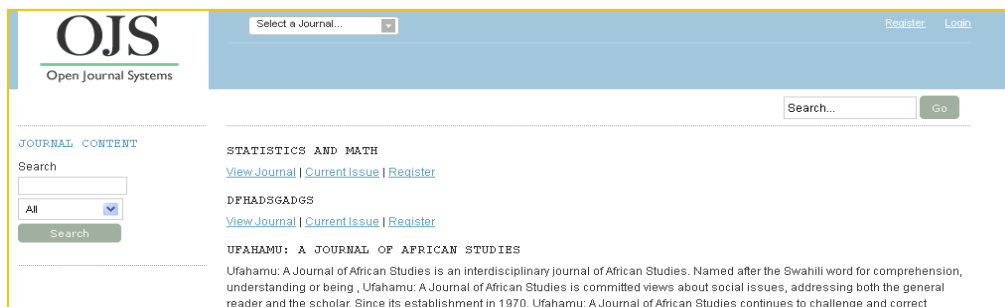 OJS
Open Journal Systems
Select a Journal...
Register Login
Search... Go
JOURNAL CONTENT
Search
All
Search
STATISTICS AND MATH
View Journal | Current Issue | Register
DFHADSGADGS
View Journal | Current Issue | Register
UFAHAMU: A JOURNAL OF AFRICAN STUDIES
Ufahamu: A Journal of African Studies is an interdisciplinary journal of African Studies. Named after the Swahili word for comprehension,
understanding or being , Ufahamu: A Journal of African Studies is committed views about social issues, addressing both the general
reader and the scholar. Since its establishment in 1970, Ufahamu: A Journal of African Studies continues to challenge and correct